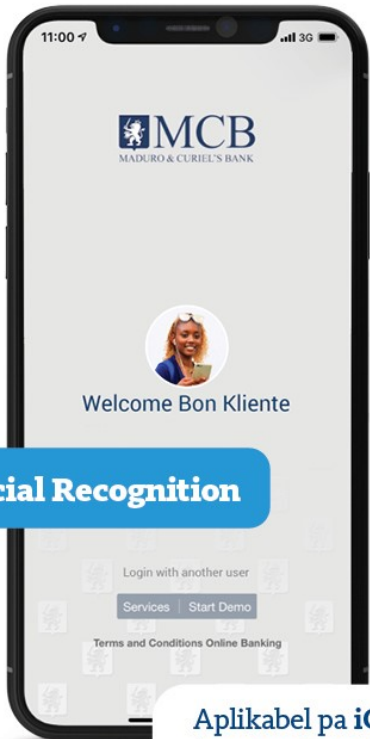 11:00
3G
MCB
MADURO & CURIEL'S BANK
Welcome Bon Kliente
Recognition
Login with another user
Services | Start Demo
Terms and Conditions Online Banking
Aplikabel pa